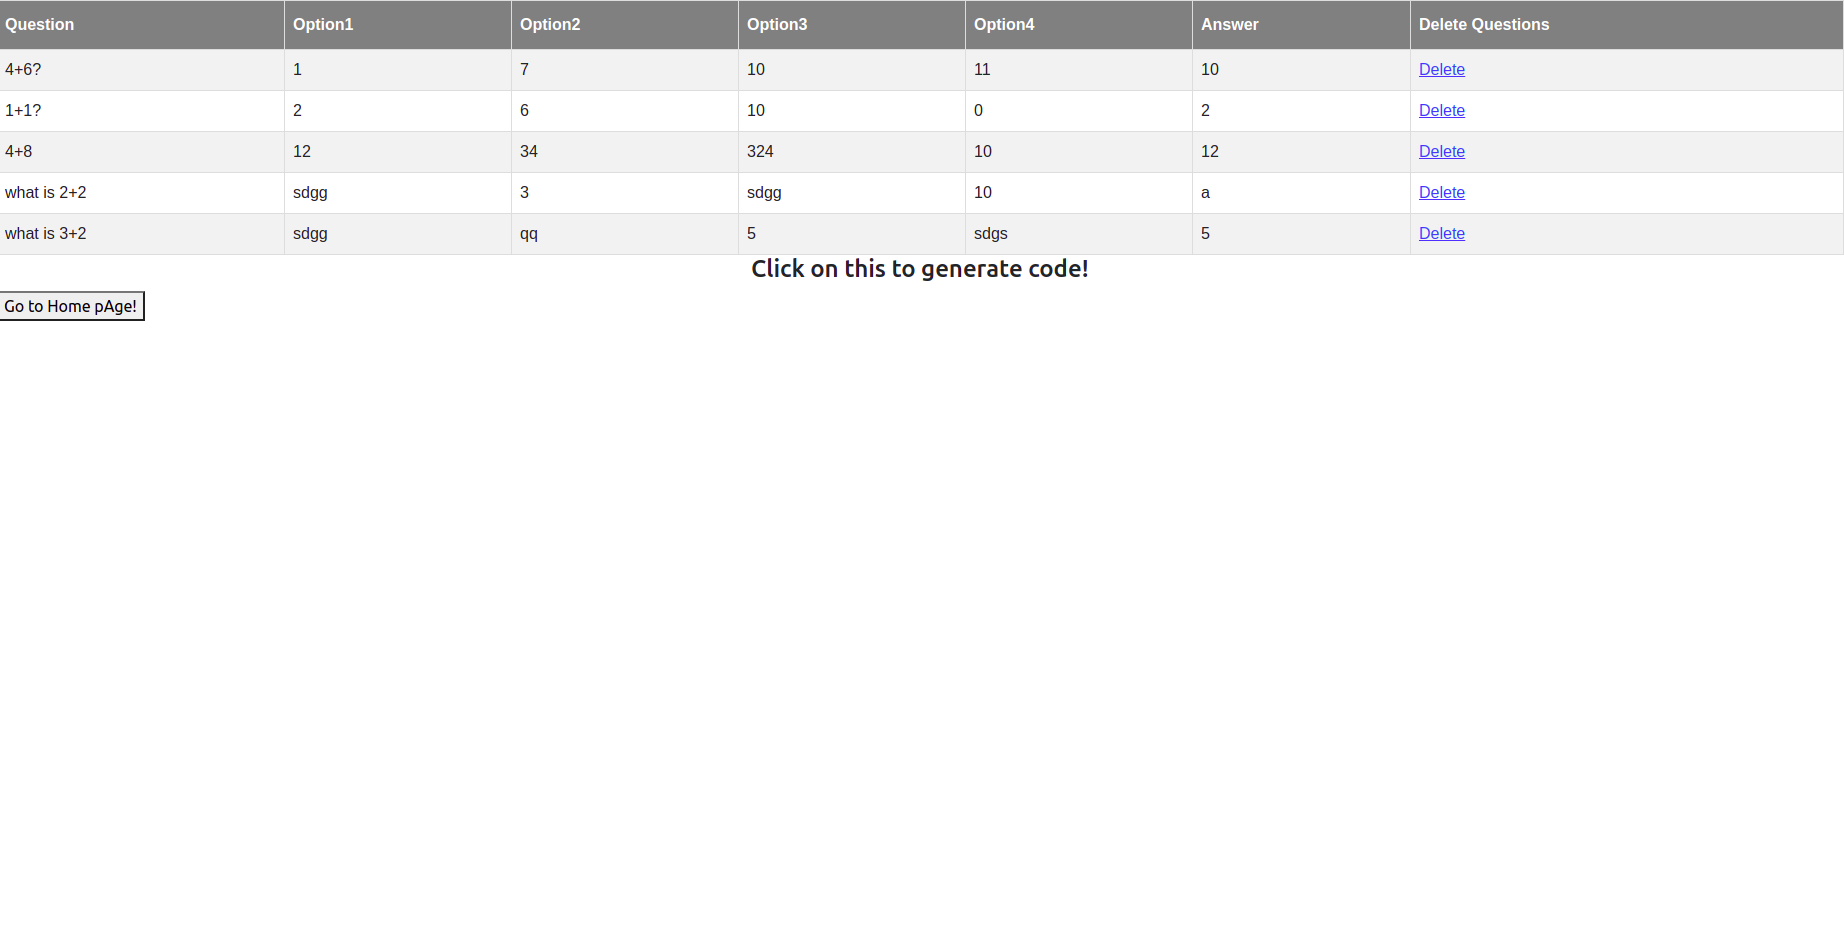 Question Option1 Option2 Option3 Option4 Answer Delete Questions
4+6? 1 7 10 11 10 Delete
1+1? 2 6 10 0 2 Delete
4+8 12 34 324 10 12 Delete
what is 2+2 sdgg 3 sdgg 10 a Delete
what is 3+2 sdgg qq 5 sdgs 5 Delete
Click on this to generate code!
Go to Home pAge!